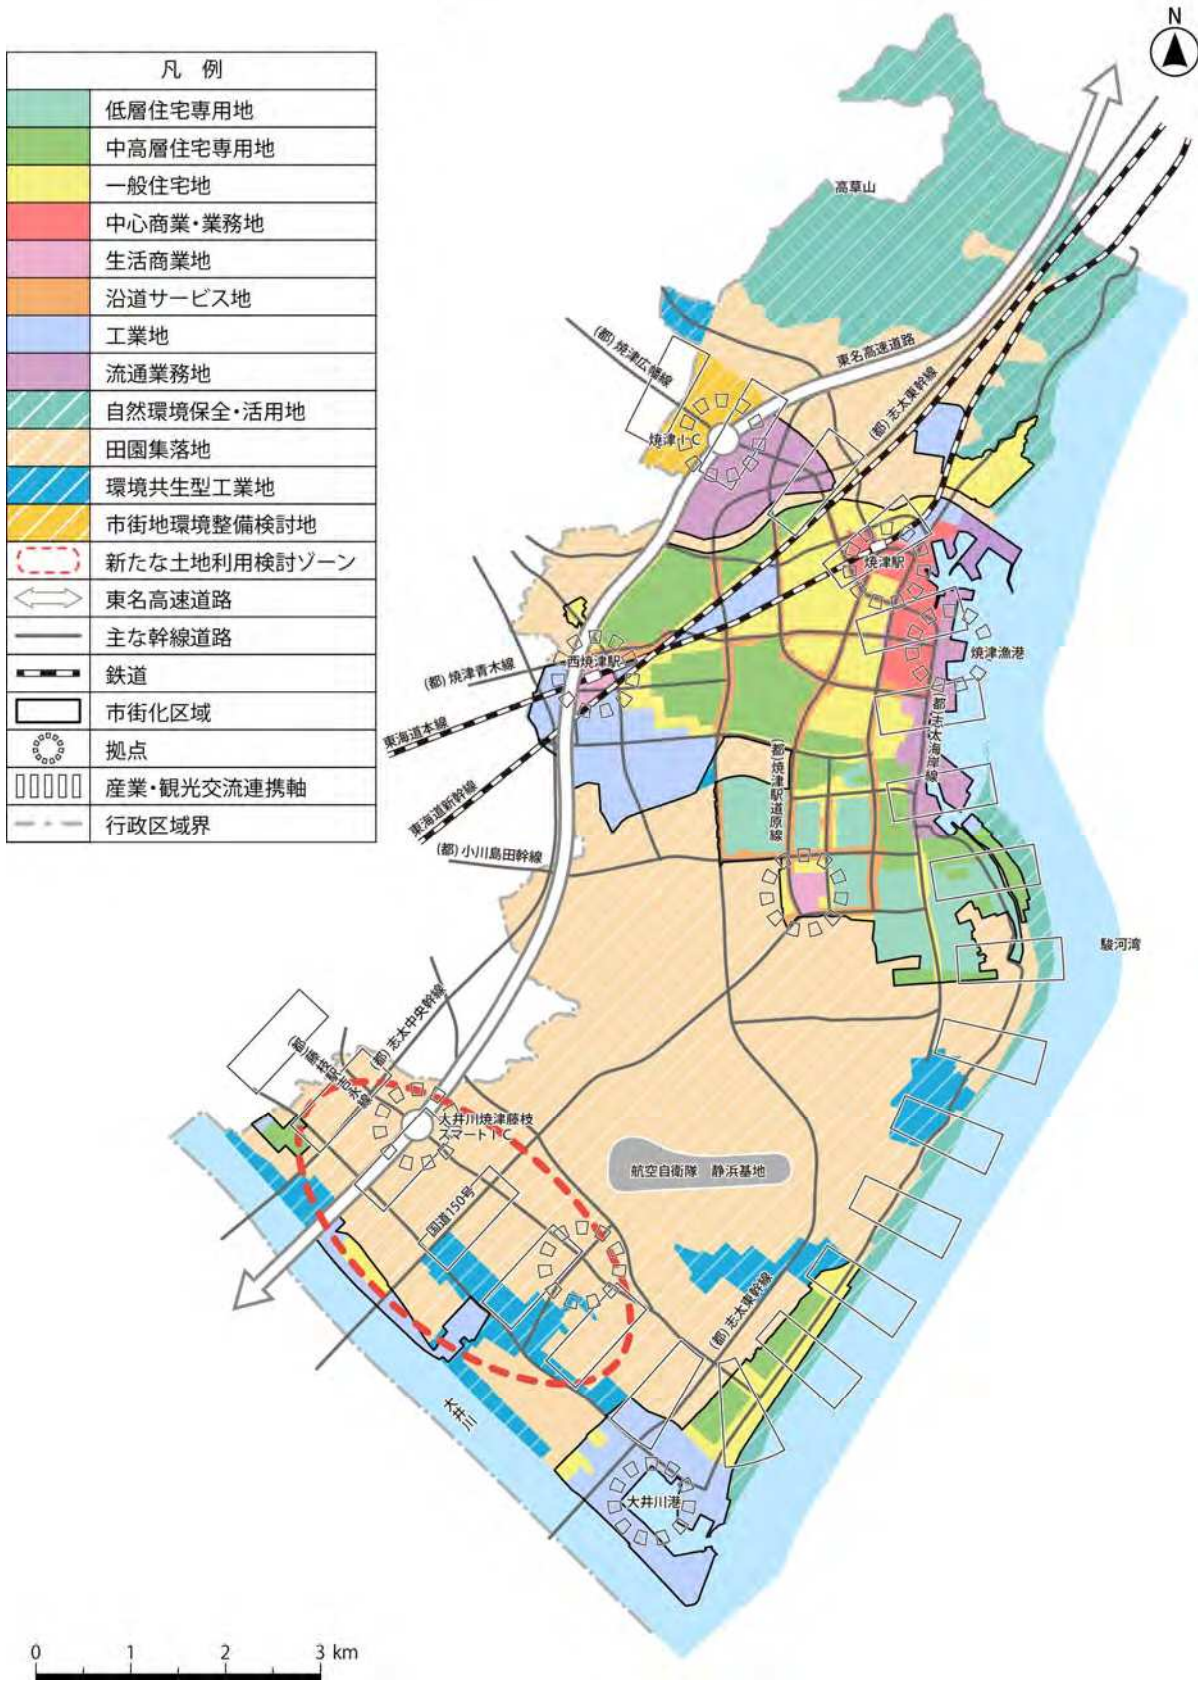 N
凡 例
低層住宅専用地
中高層住宅専用地
一般住宅地
中心商業・業務地
生活商業地
沿道サービス地
工業地
流通業務地
自然環境保全・活用地
田園集落地
環境共生型工業地
市街地環境整備検討地
新たな土地利用検討ゾーン
東名高速道路
主な幹線道路
鉄道
市街化区域
拠点
産業・観光交流連携軸
行政区域界
高草山
(都)焼津広幡線
東名高速道路
(都)志太東幹線
焼津IC
焼津駅
西焼津駅
焼津漁港
(都)焼津青木線
東海道本線
(都)志太海岸線
(都)焼津駅道原線
東海道新幹線
(都)小川島田幹線
駿河湾
(都)志太中央幹線
(都)藤枝駅吉永線
大井川焼津藤枝
スマートIC
航空自衛隊 静浜基地
国道150号
(都)志太東幹線
大井川
大井川港
0 1 2 3 km